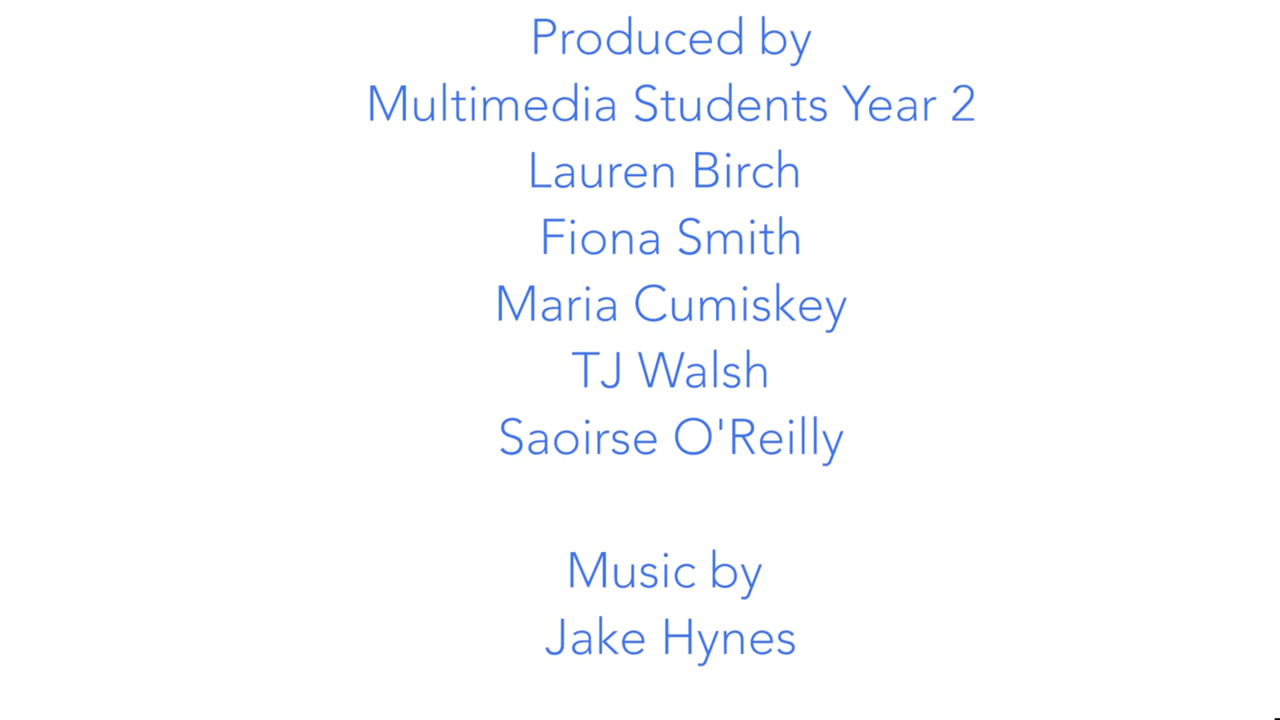 Produced by
Multimedia Students Year 2
Lauren Birch
Fiona Smith
Maria Cumiskey
TJ Walsh
Saoirse O'Reilly
Music by
Jake Hynes